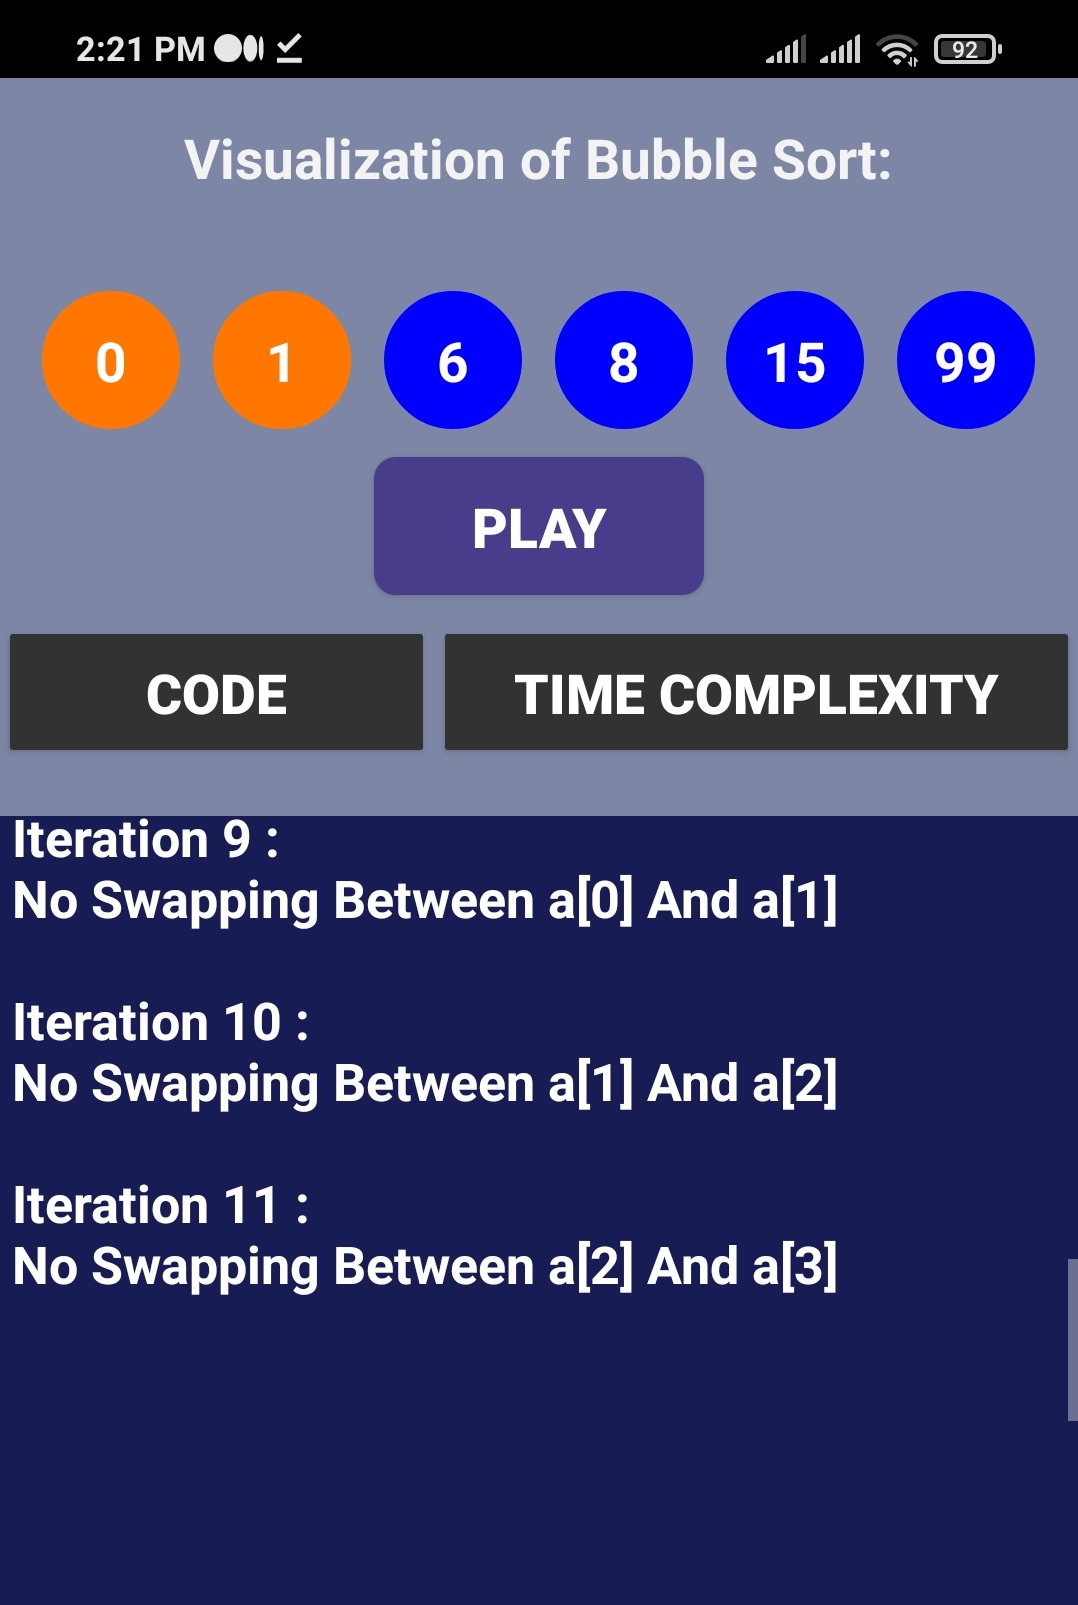 2:21 PM
92
Visualization of Bubble Sort:
0 1 6 8 15 99
PLAY
CODE TIME COMPLEXITY
Iteration 9 :
No Swapping Between a[0] And a[1]
Iteration 10 :
No Swapping Between a[1] And a[2]
Iteration 11 :
No Swapping Between a[2] And a[3]